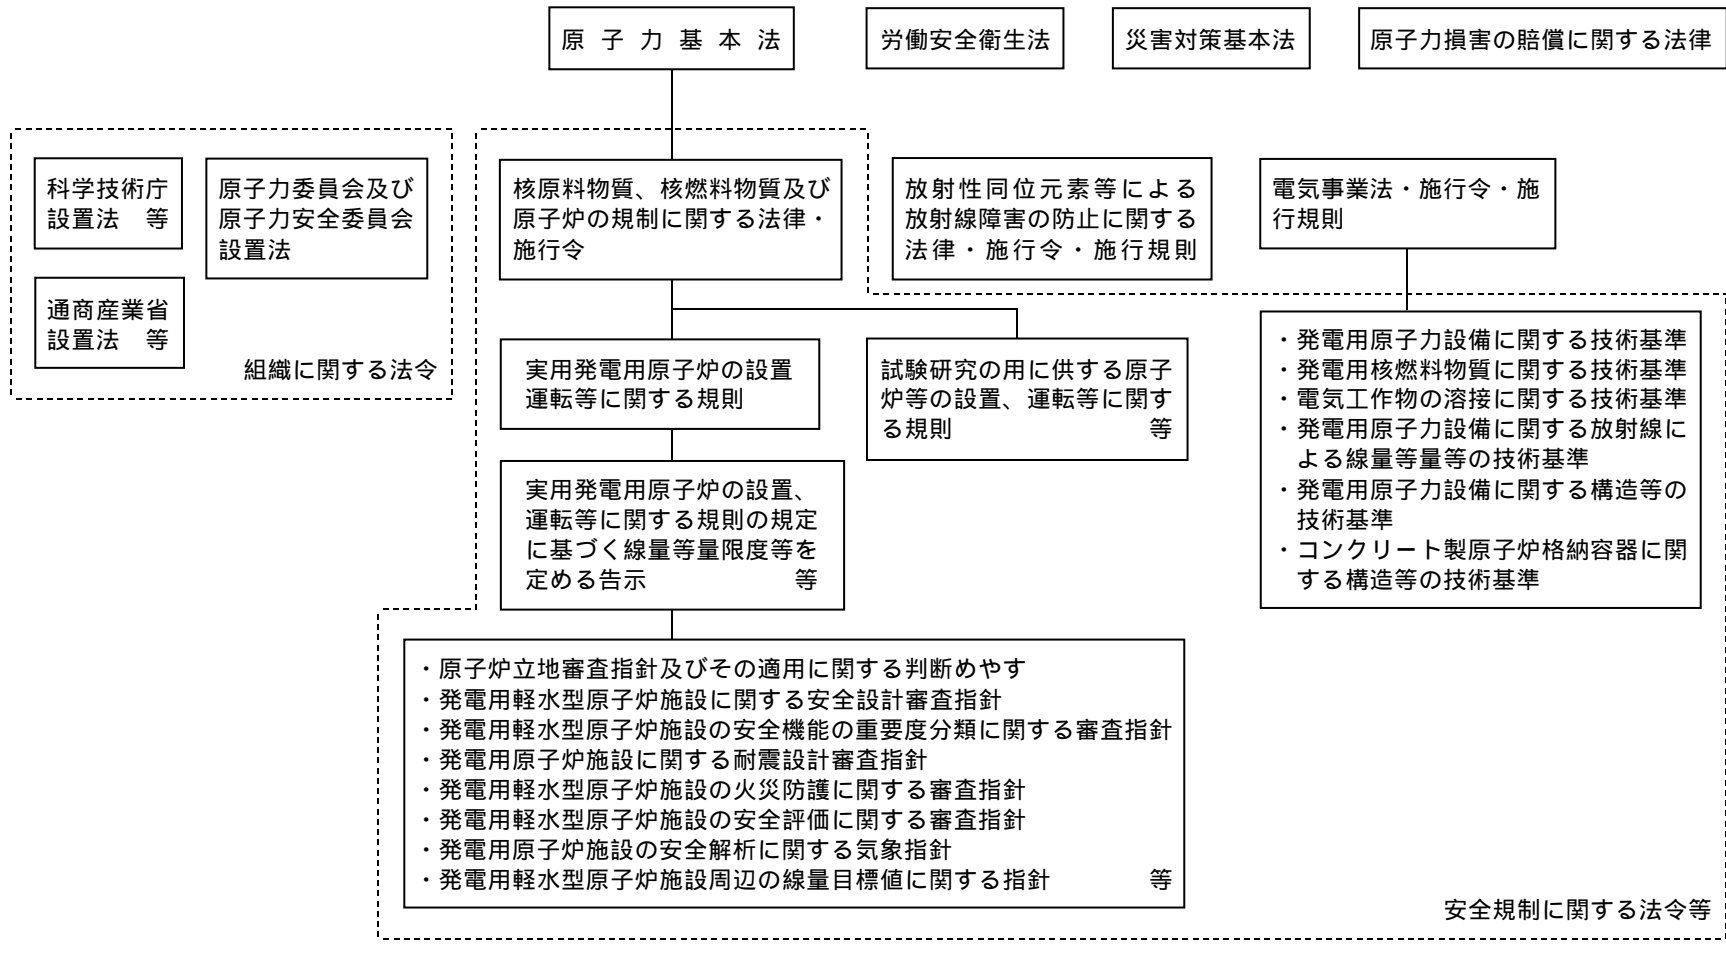 原子力基本法
労働安全衛生法
災害対策基本法
原子力損害の賠償に関する法律
科学技術庁
設置法 等
原子力委員会及び
原子力安全委員会
設置法
通商産業省
設置法 等
組織に関する法令
核原料物質、核燃料物質及び
原子炉の規制に関する法律・
施行令
放射性同位元素等による
放射線障害の防止に関する
法律・施行令・施行規則
電気事業法・施行令・施
行規則
実用発電用原子炉の設置
運転等に関する規則
試験研究の用に供する原子
炉等の設置、運転等に関す
る規則 等
実用発電用原子炉の設置、
運転等に関する規則の規定
に基づく線量等量限度等を
定める告示 等
・発電用原子力設備に関する技術基準
・発電用核燃料物質に関する技術基準
・電気工作物の溶接に関する技術基準
・発電用原子力設備に関する放射線に
よる線量等量等の技術基準
・発電用原子力設備に関する構造等の
技術基準
・コンクリート製原子炉格納容器に関
する構造等の技術基準
・原子炉立地審査指針及びその適用に関する判断めやす
・発電用軽水型原子炉施設に関する安全設計審査指針
・発電用軽水型原子炉施設の安全機能の重要度分類に関する審査指針
・発電用原子炉施設に関する耐震設計審査指針
・発電用軽水型原子炉施設の火災防護に関する審査指針
・発電用軽水型原子炉施設の安全評価に関する審査指針
・発電用原子炉施設の安全解析に関する気象指針
・発電用軽水型原子炉施設周辺の線量目標値に関する指針 等
安全規制に関する法令等